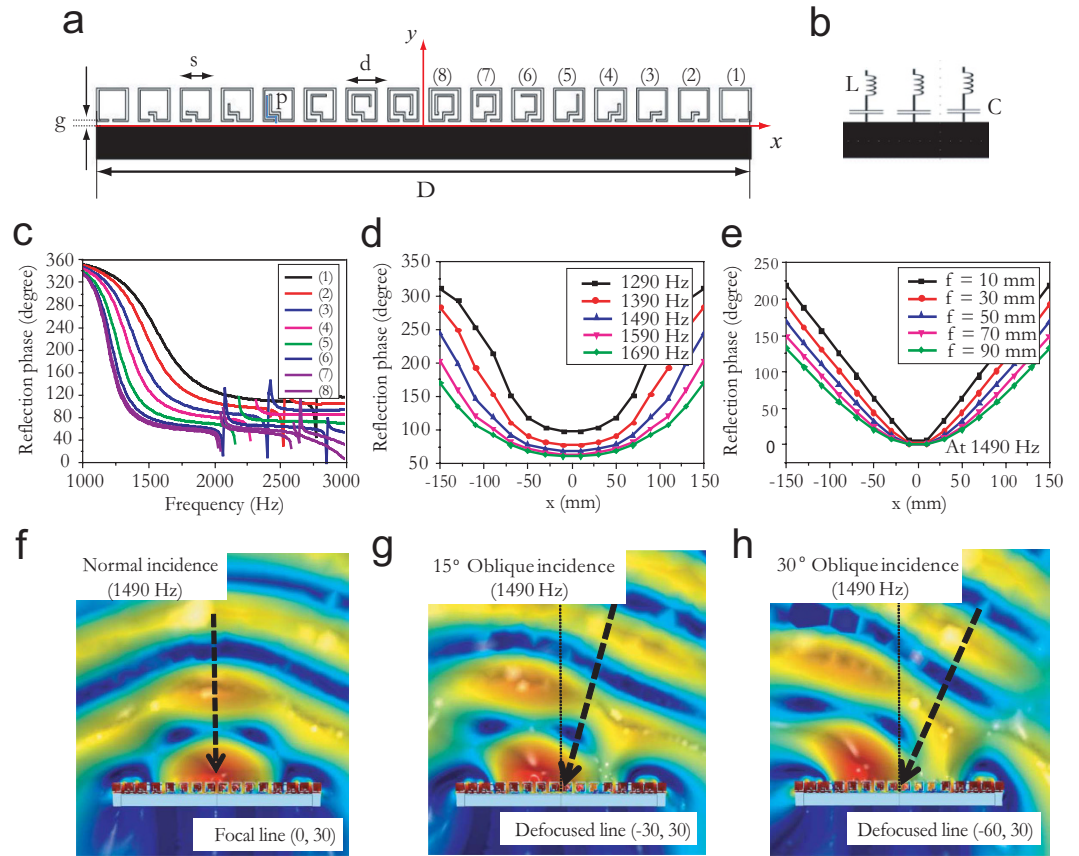 a
b
s
d
y
(8) (7) (6) (5) (4) (3) (2) (1)
p
g
x
D
L
C
c
Reflection phase (degree)
360
320
280
240
200
160
120
80
40
0
1000 1500 2000 2500 3000
Frequency (Hz)
(1)
(2)
(3)
(4)
(5)
(6)
(7)
(8)
d
Reflection phase (degree)
350
300
250
200
150
100
50
-150 -100 -50 0 50 100 150
x (mm)
1290 Hz
1390 Hz
1490 Hz
1590 Hz
1690 Hz
e
Reflection phase (degree)
250
200
150
100
50
0
-150 -100 -50 0 50 100 150
x (mm)
f = 10 mm
f = 30 mm
f = 50 mm
f = 70 mm
f = 90 mm
At 1490 Hz
f
Normal incidence
(1490 Hz)
Focal line (0, 30)
g
15° Oblique incidence
(1490 Hz)
Defocused line (-30, 30)
h
30° Oblique incidence
(1490 Hz)
Defocused line (-60, 30)